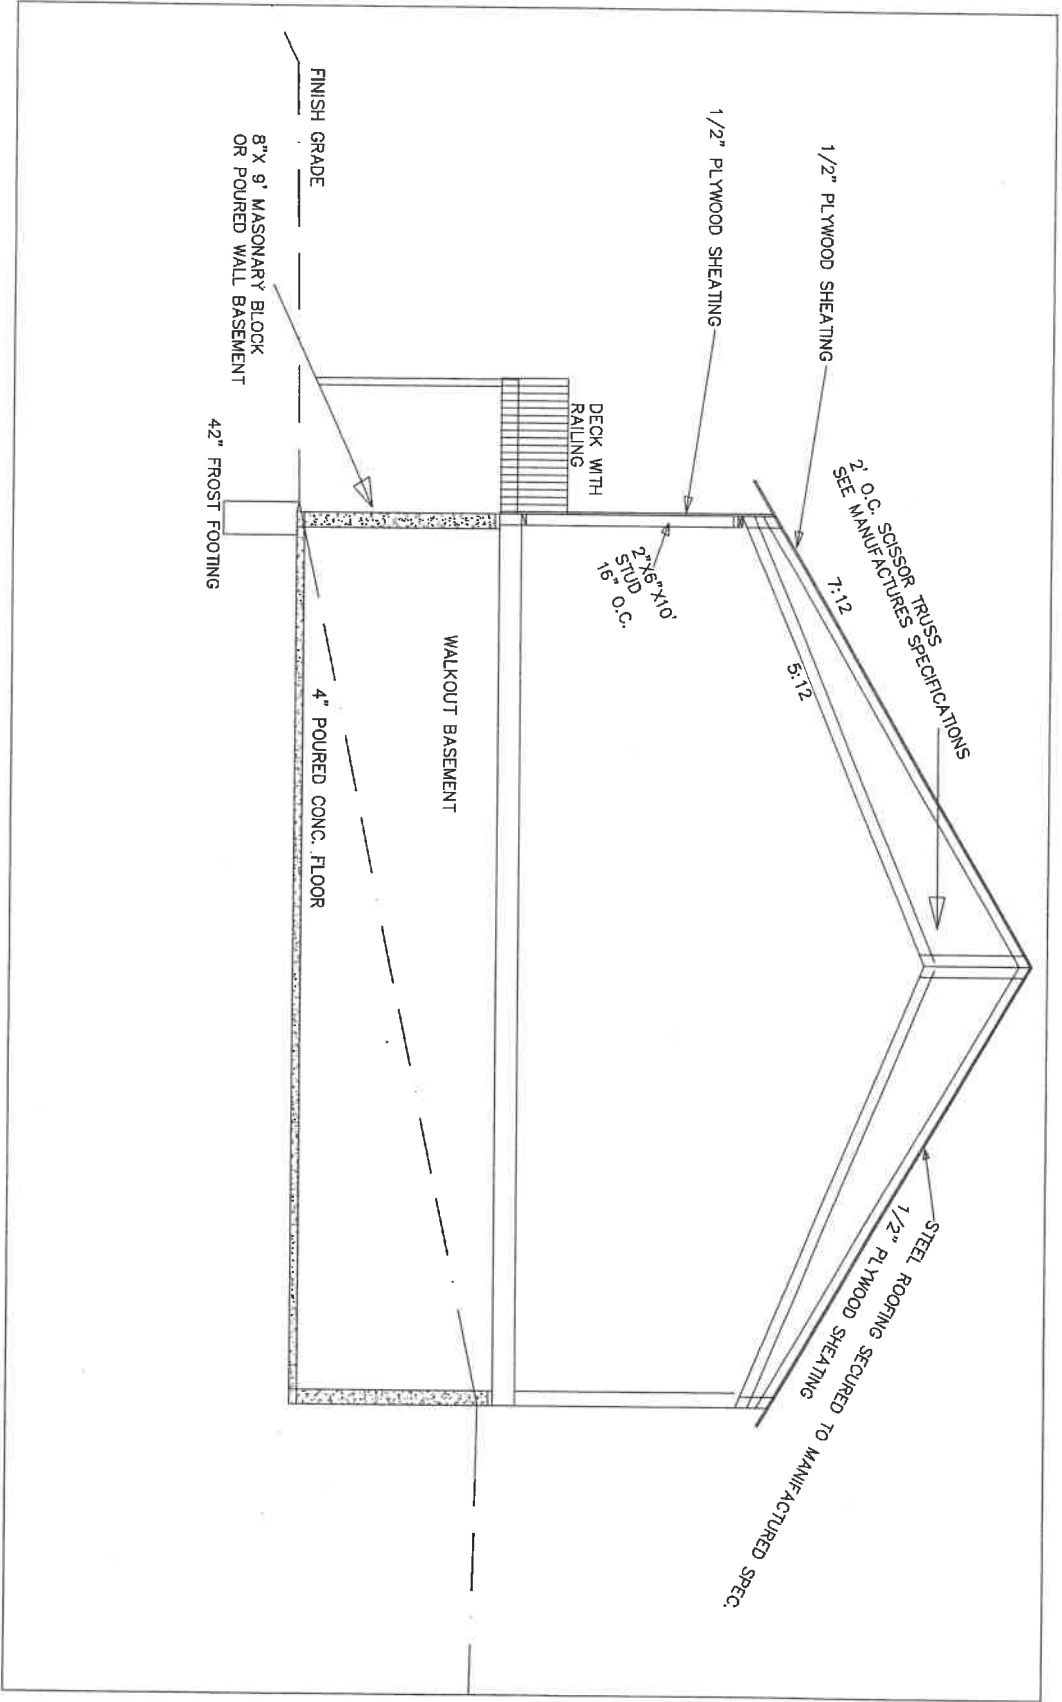 2' O.C. SCISSOR TRUSS
SEE MANUFACTURES SPECIFICATIONS
STEEL ROOFING SECURED TO MANIFACTURED SPEC.
1/2" PLYWOOD SHEATING
1/2" PLYWOOD SHEATING
7:12
5:12
1/2" PLYWOOD SHEATING
2"X6"X10'
STUD
16" O.C.
DECK WITH
RAILING
WALKOUT BASEMENT
FINISH GRADE
4" POURED CONC. FLOOR
8"X 9' MASONARY BLOCK
OR POURED WALL BASEMENT
42" FROST FOOTING